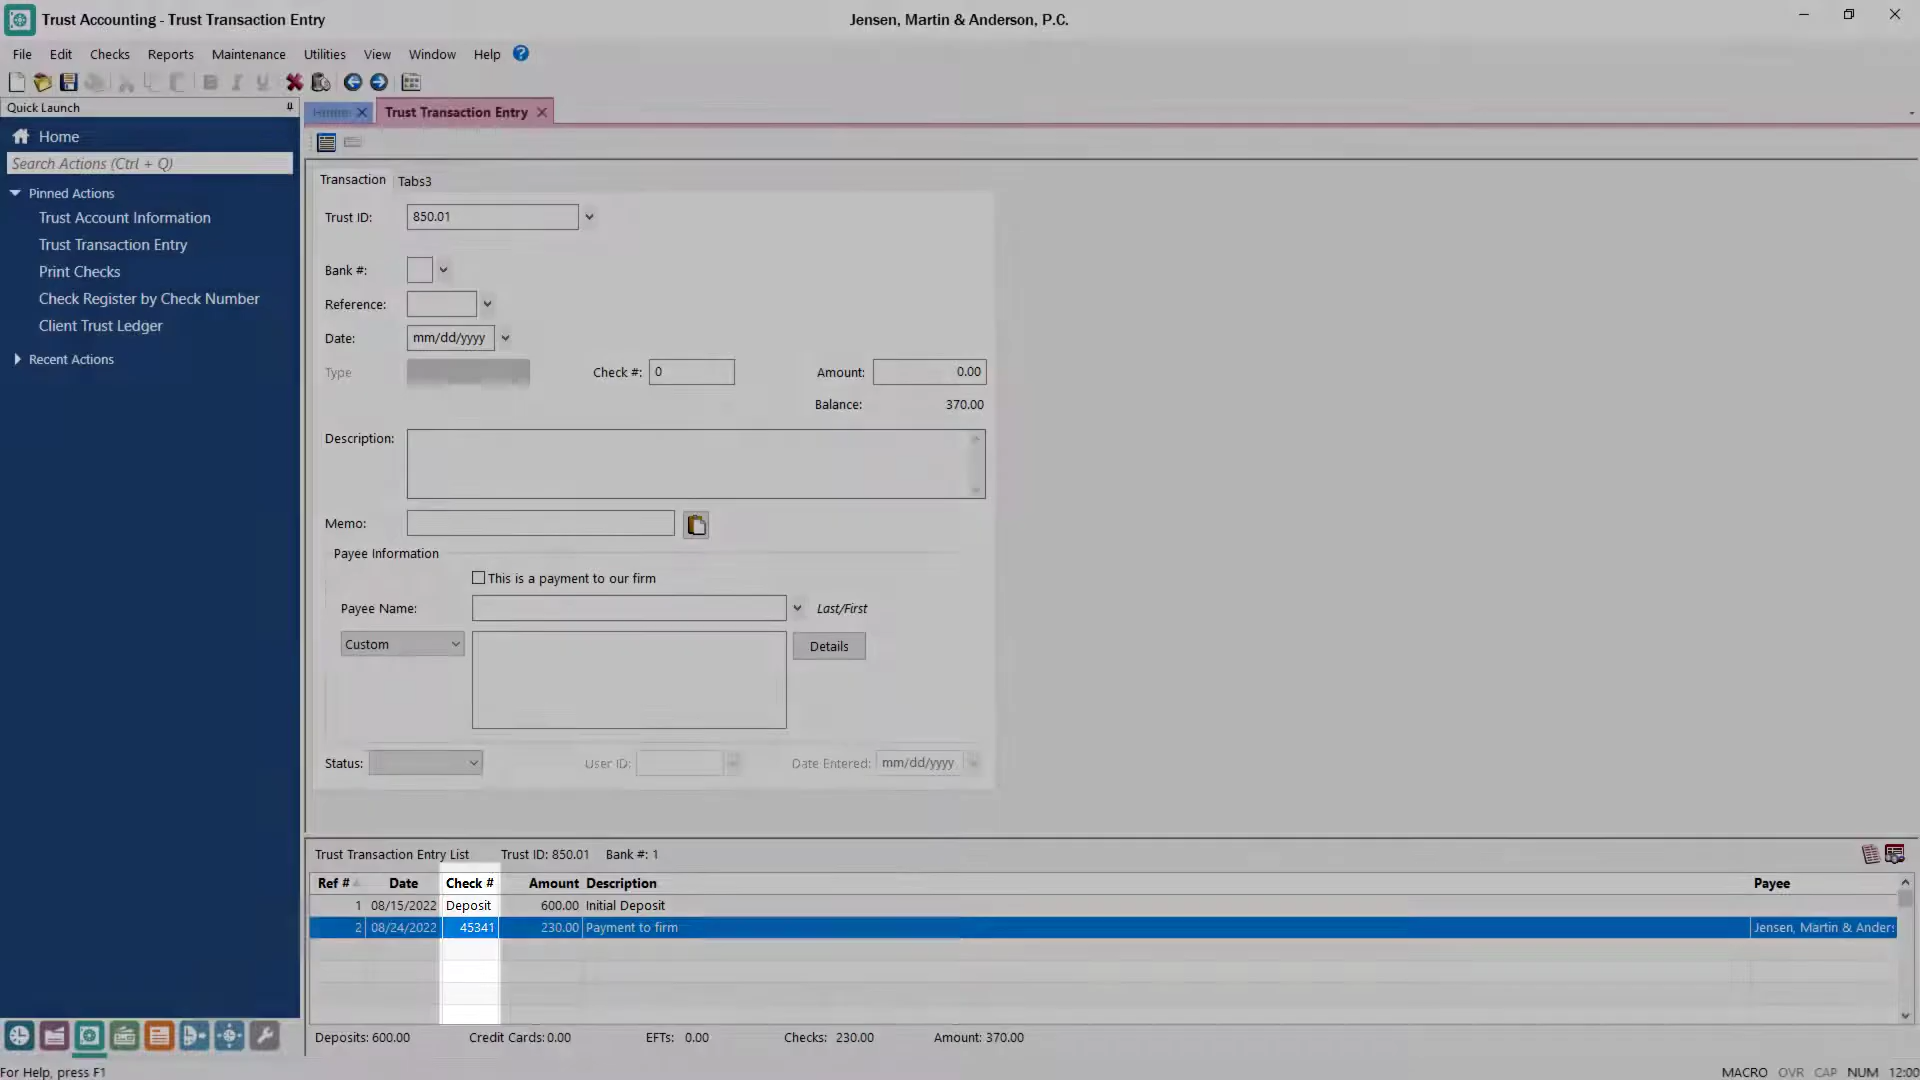 Trust Accounting - Trust Transaction Entry
Jensen, Martin & Anderson, P.C.
File Edit Checks Reports Maintenance Utilities View Window Help
Quick Launch
Home
Trust Transaction Entry
Home
Search Actions (Ctrl + Q)
Pinned Actions
Trust Account Information
Trust Transaction Entry
Print Checks
Check Register by Check Number
Client Trust Ledger
Recent Actions
Transaction Tabs3
Trust ID: 850.01
Bank #:
Reference:
Date: mm/dd/yyyy
Type Check #: 0 Amount: 0.00
Balance: 370.00
Description:
Memo:
Payee Information
This is a payment to our firm
Payee Name: Last/First
Custom Details
Status: User ID: Date Entered: mm/dd/yyyy
Trust Transaction Entry List Trust ID: 850.01 Bank #: 1
Ref # Date Check # Amount Description Payee
1 08/15/2022 Deposit 600.00 Initial Deposit
2 08/24/2022 45341 230.00 Payment to firm Jensen, Martin & Anders
Deposits: 600.00 Credit Cards: 0.00 EFTs: 0.00 Checks: 230.00 Amount: 370.00
For Help, press F1
MACRO OVR CAP NUM 12:00